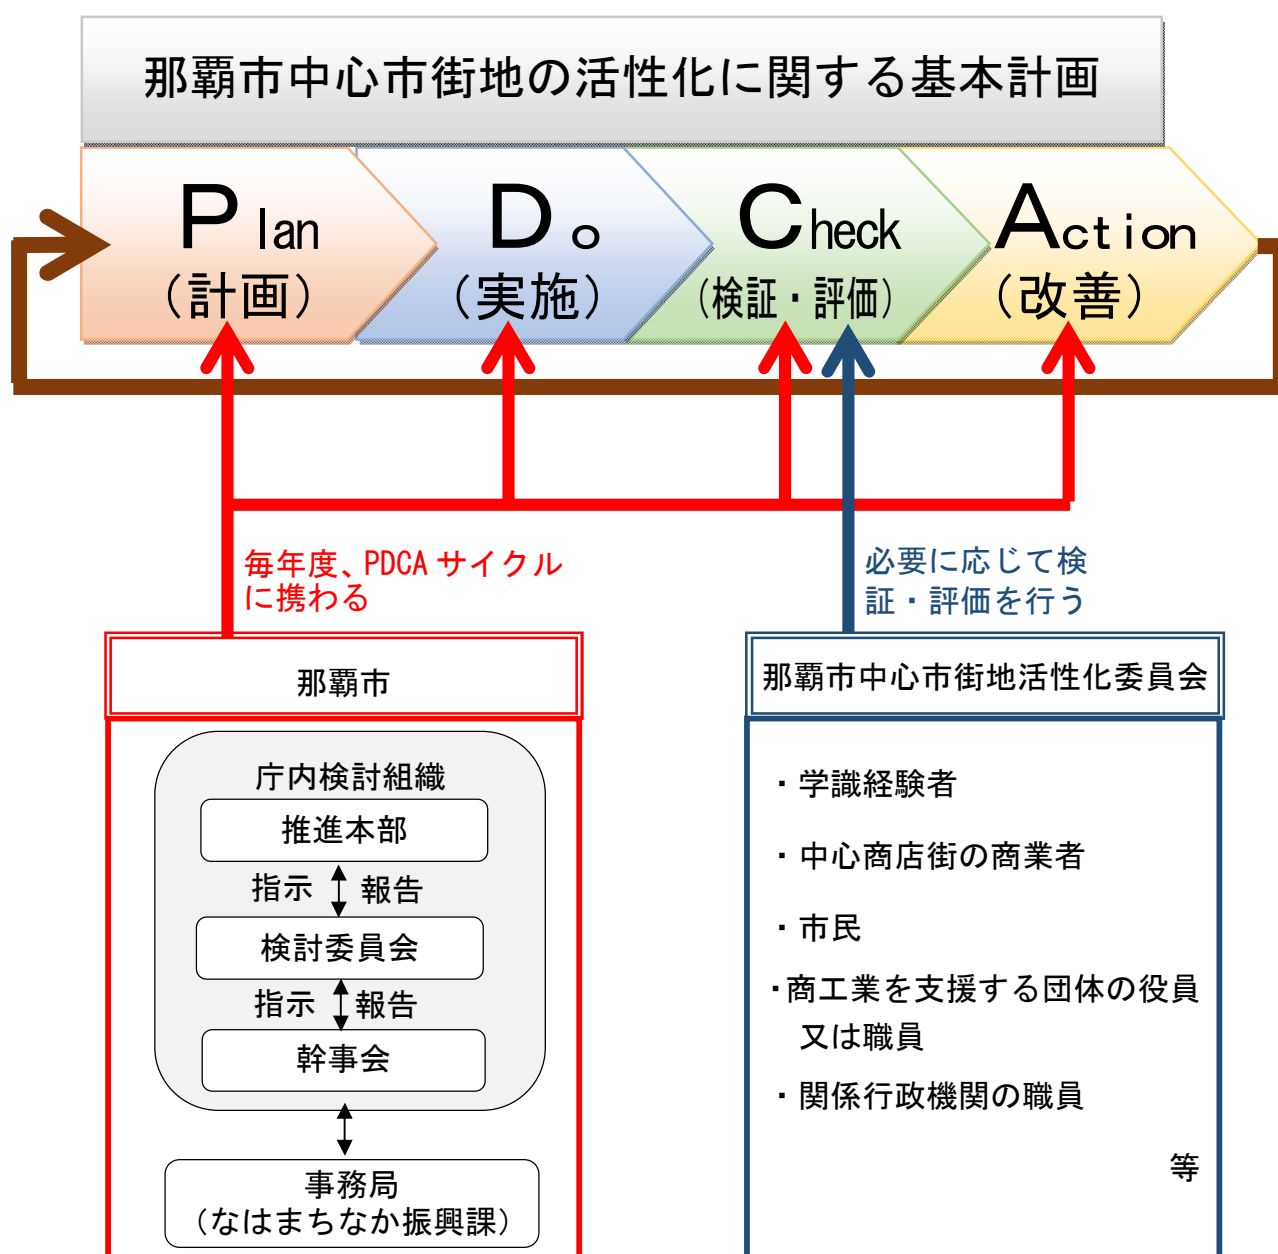 那覇市中心市街地の活性化に関する基本計画
Plan
（計画）
Do
（実施）
Check
（検証・評価）
Action
（改善）
毎年度、PDCA サイクル
に携わる
必要に応じて検
証・評価を行う
那覇市
庁内検討組織
推進本部
指示 報告
検討委員会
指示 報告
幹事会
事務局
（なはまちなか振興課）
那覇市中心市街地活性化委員会
・学識経験者
・中心商店街の商業者
・市民
・商工業を支援する団体の役員
又は職員
・関係行政機関の職員
等